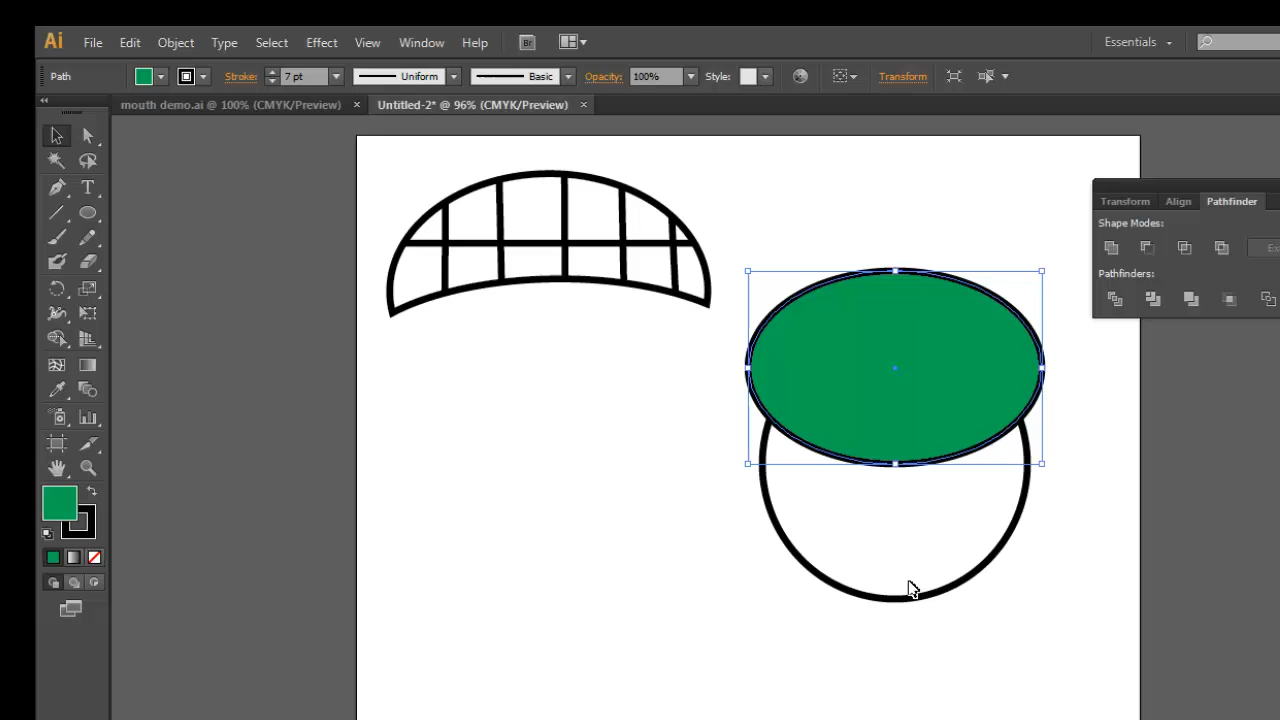 Ai File Edit Object Type Select Effect View Window Help Br Essentials
Path Stroke: 7 pt Uniform Basic Opacity: 100% Style: Transform
mouth demo.ai @ 100% (CMYK/Preview) × Untitled-2* @ 96% (CMYK/Preview) ×
T
Transform Align Pathfinder
Shape Modes:
Pathfinders: